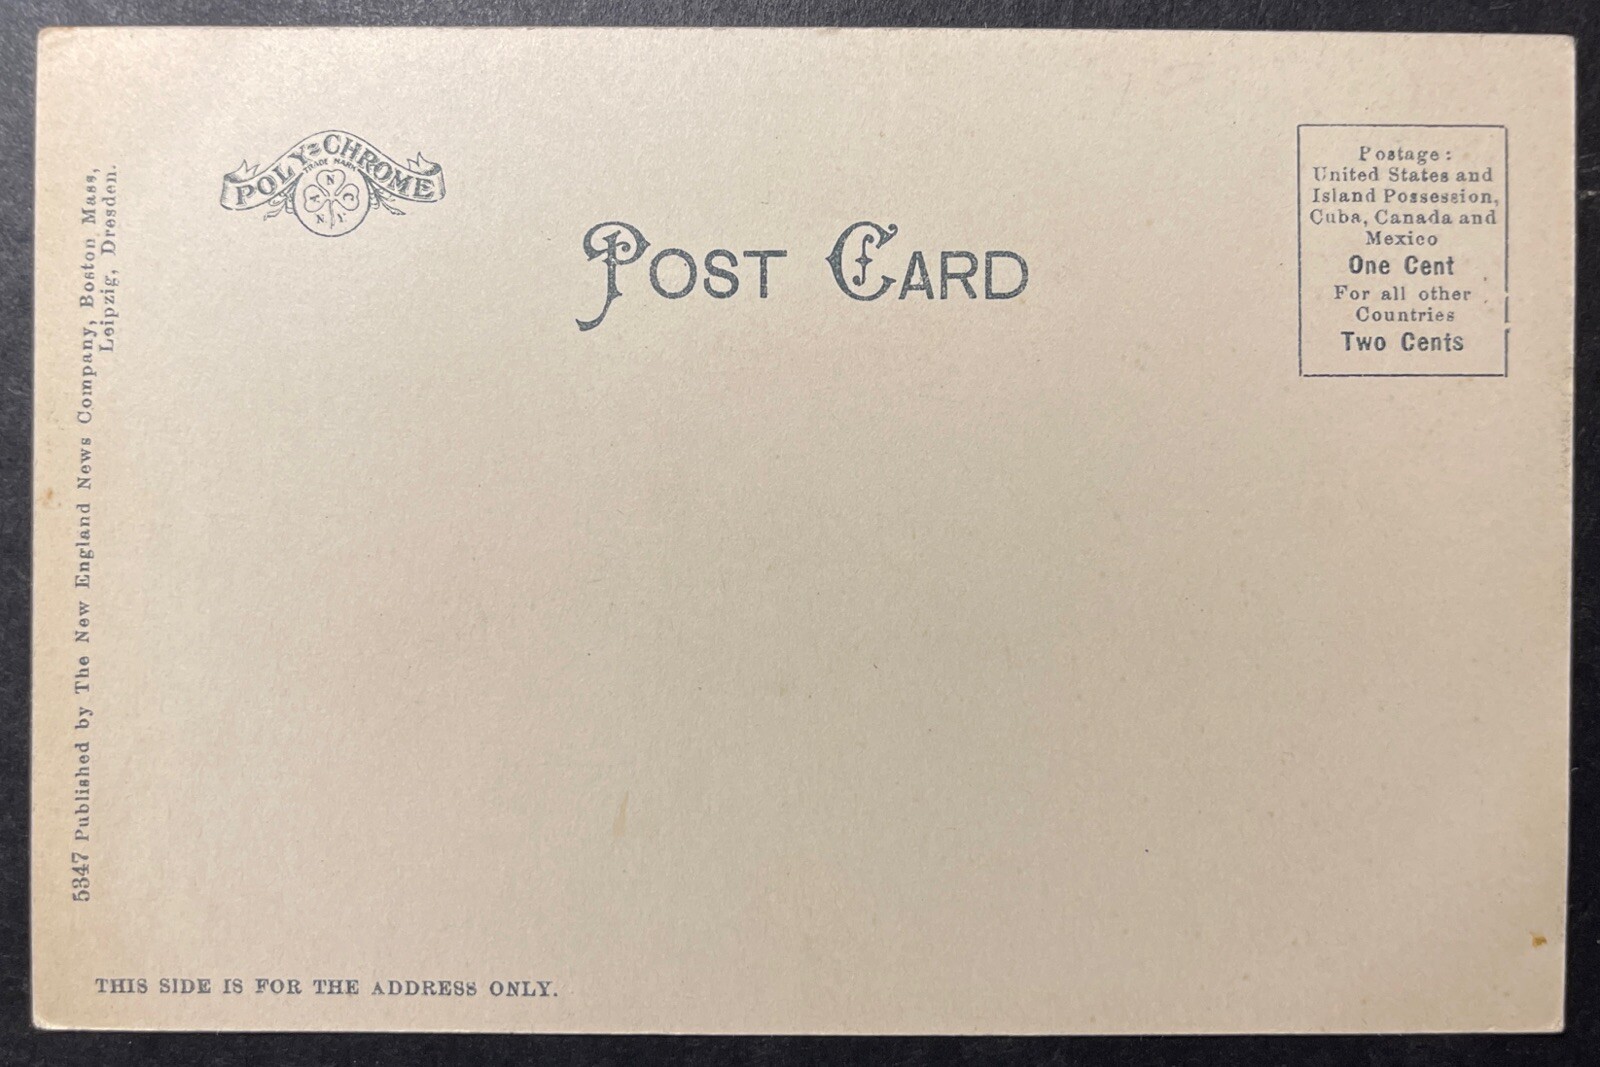 POLY=CHROME
TRADE MARK
N
A C
N.Y.
POST CARD
Postage:
United States and
Island Possession,
Cuba, Canada and
Mexico
One Cent
For all other
Countries
Two Cents
5347 Published by The New England News Company, Boston Mass,
Leipzig, Dresden.
THIS SIDE IS FOR THE ADDRESS ONLY.